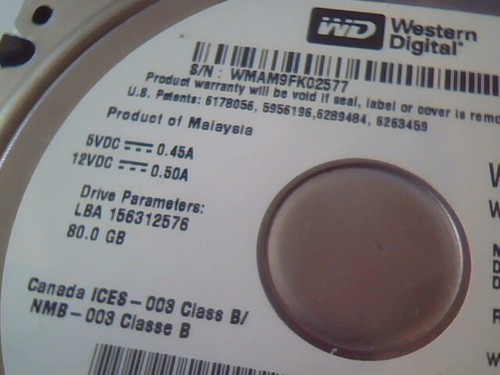 WD Western
Digital
S/N: WMAM9FK02577
Product warranty will be void if seal, label or cover is
U.S. Patents: 6178056, 5956196,6289484, 6263459
Product of Malaysia
5VDC 0.45A
12VDC 0.50A
Drive Parameters:
LBA 156312576
80.0 GB
Canada ICES-003 Class B/
NMB-003 Classe B